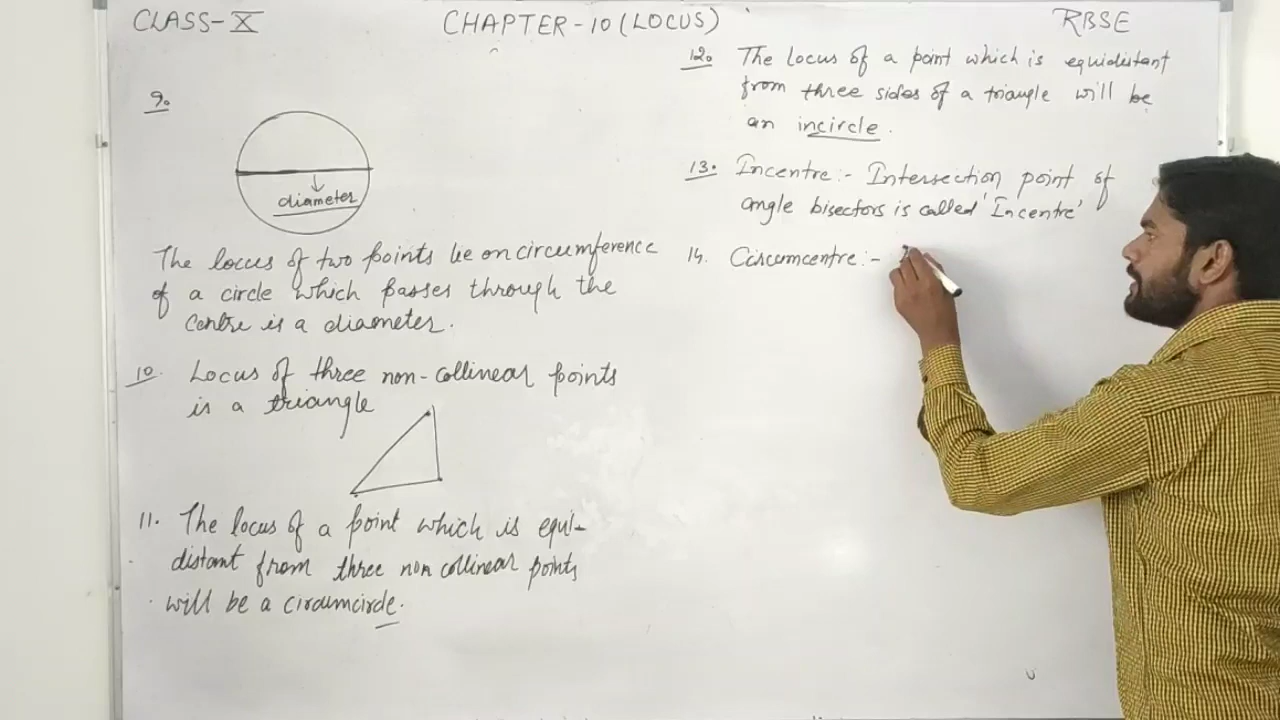 CLASS-X CHAPTER-10 (LOCUS) RBSE
9.
diameter
The locus of two points lie on circumference
of a circle which passes through the
Centre is a diameter.
10. Locus of three non-collinear points
is a triangle
11. The locus of a point which is equi-
distant from three non collinear points
will be a circumcircle.
12. The locus of a point which is equidistant
from three sides of a triangle will be
an incircle.
13. Incentre:- Intersection point of
angle bisectors is called 'Incentre'
14. Circumcentre:-